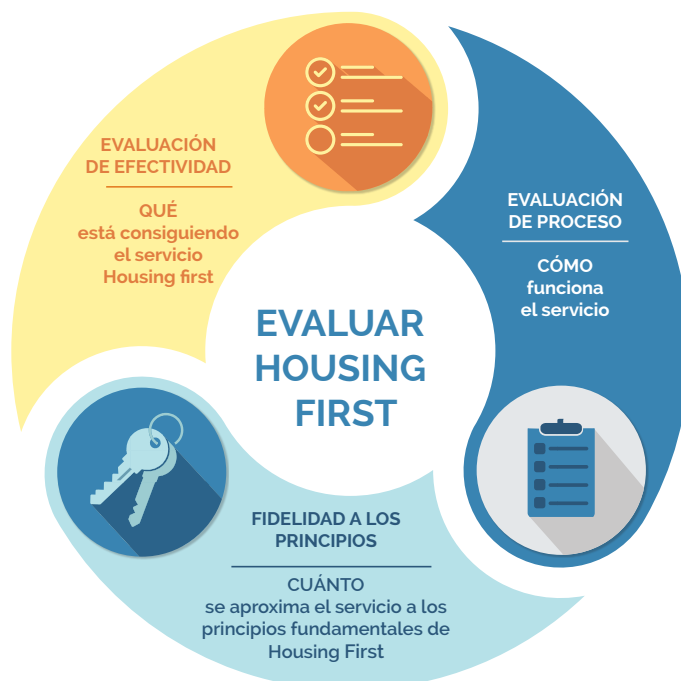 EVALUACIÓN
DE EFECTIVIDAD
QUÉ
está consiguiendo
el servicio
Housing first
EVALUACIÓN
DE PROCESO
CÓMO
funciona
el servicio
EVALUAR
HOUSING
FIRST
FIDELIDAD A LOS
PRINCIPIOS
CUÁNTO
se aproxima el servicio a los
principios fundamentales de
Housing First